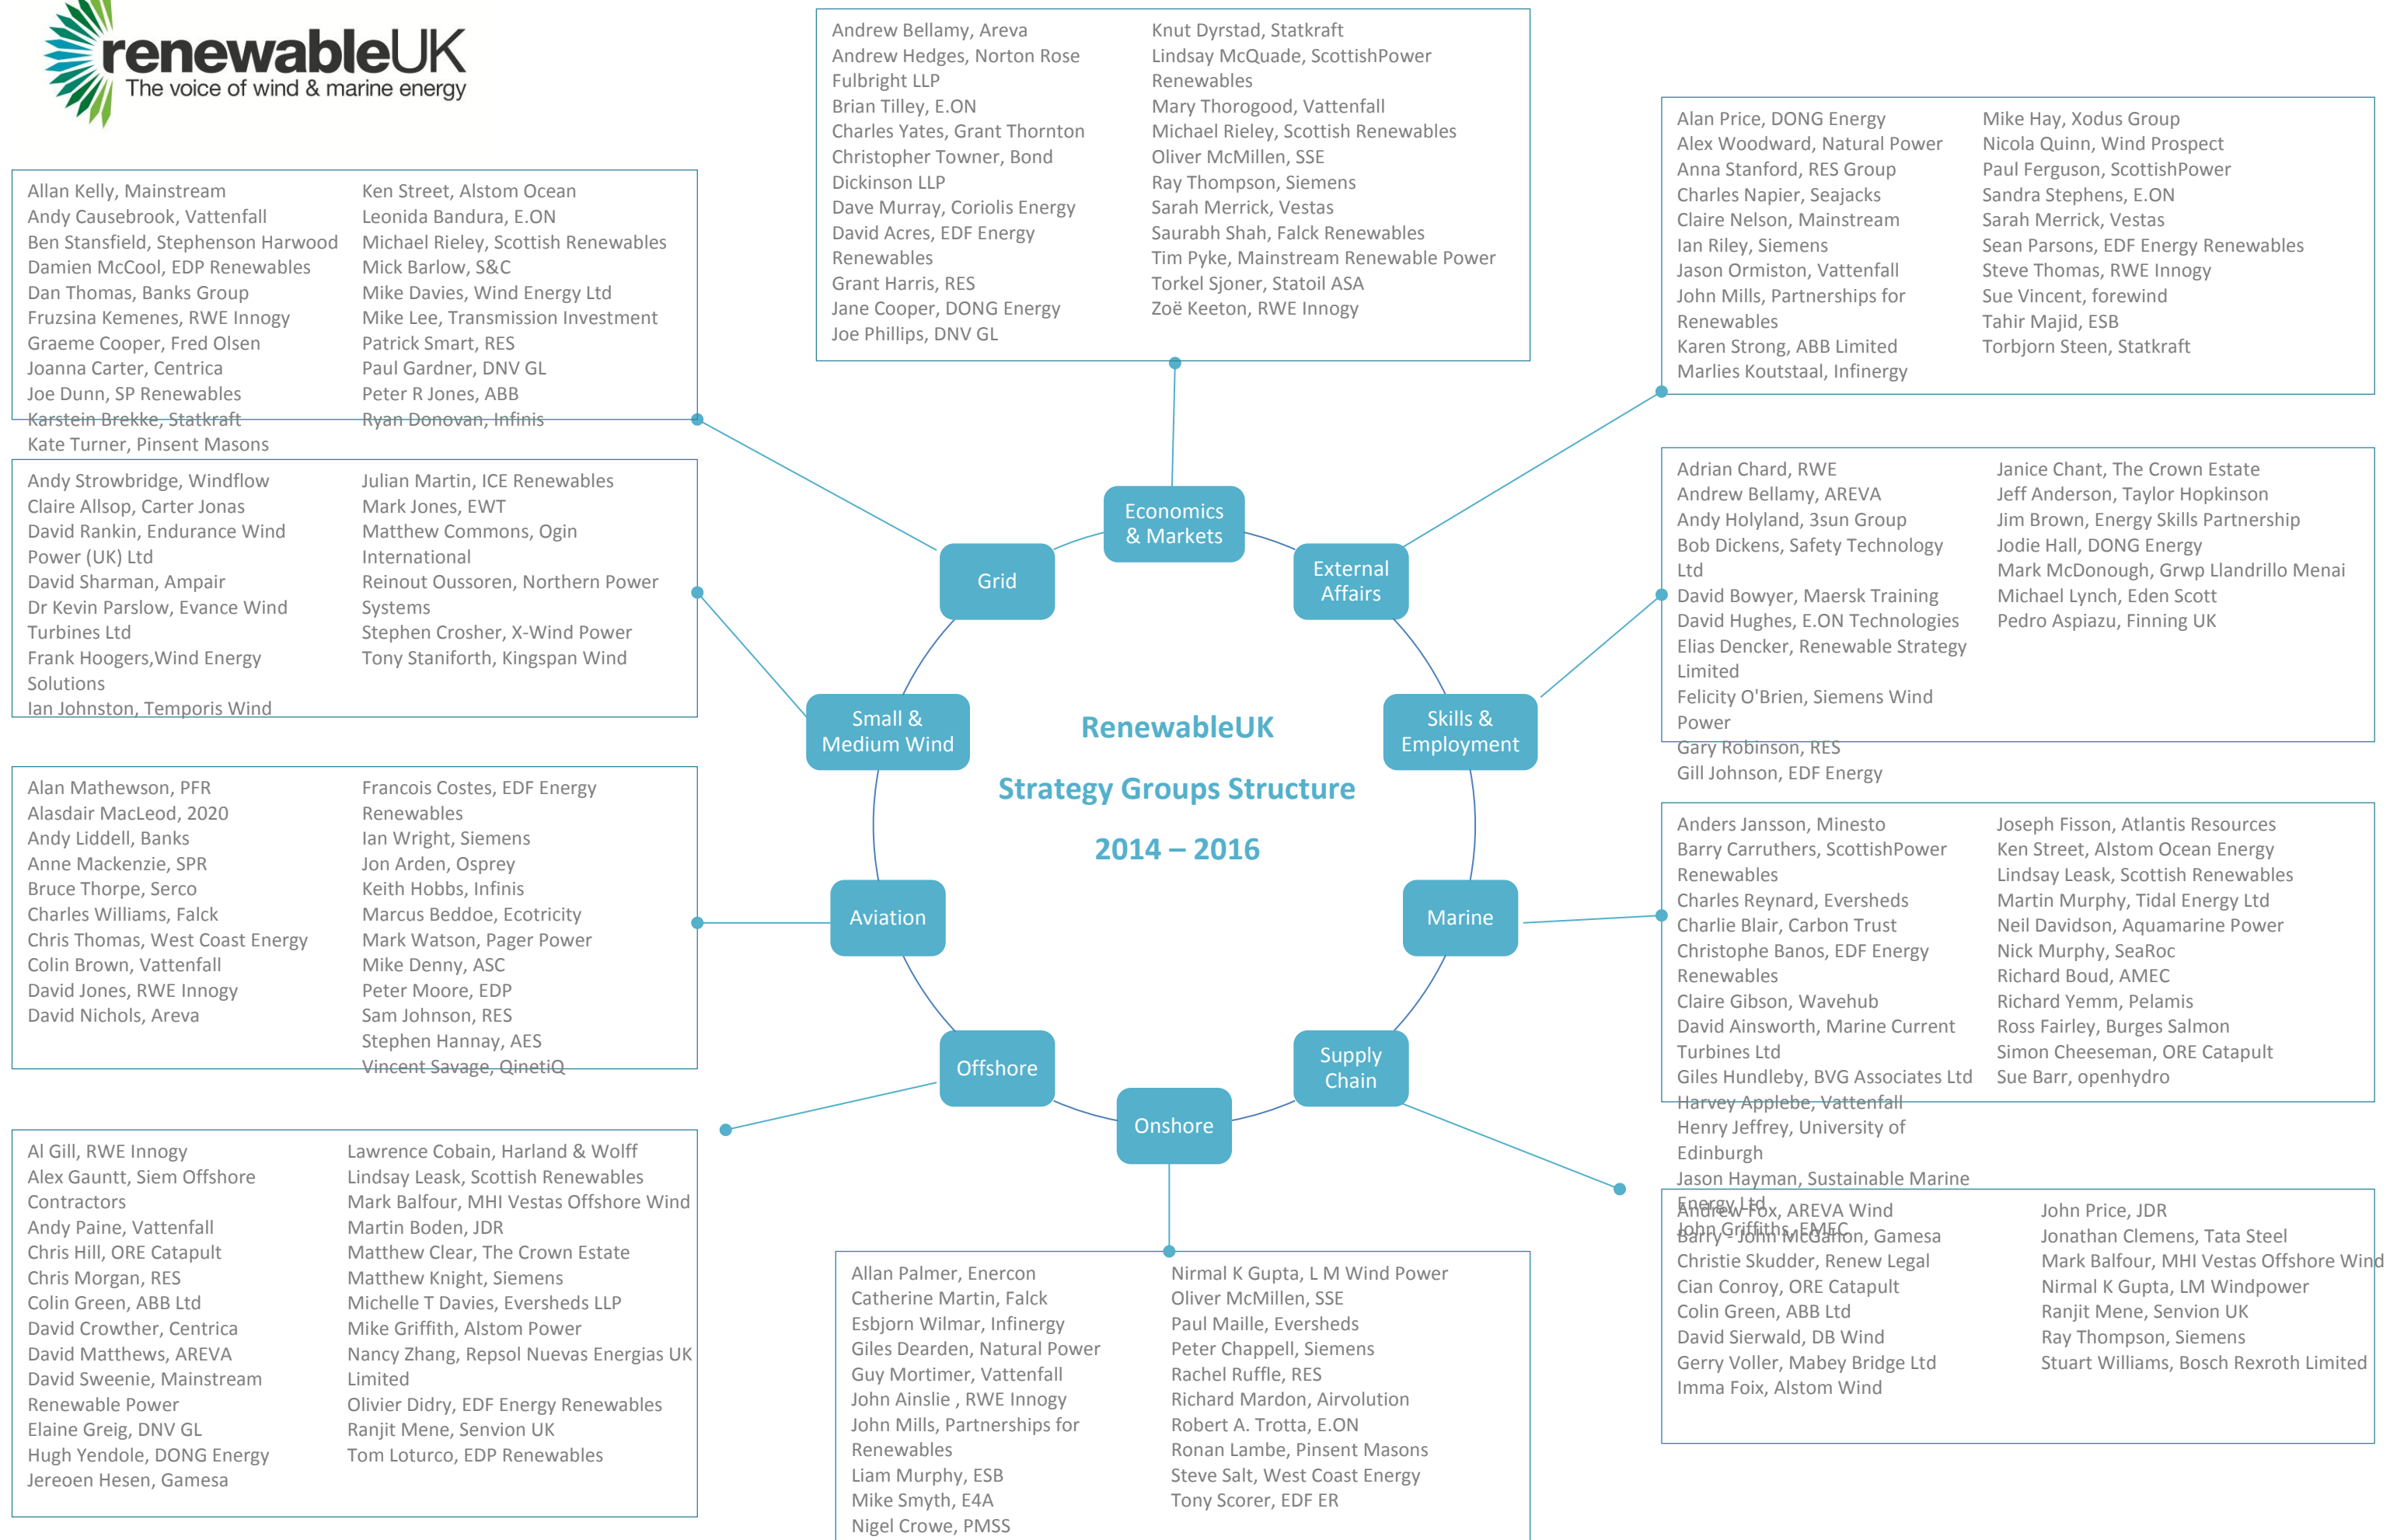 renewableUK
The voice of wind & marine energy
Andrew Bellamy, Areva
Andrew Hedges, Norton Rose
Fulbright LLP
Brian Tilley, E.ON
Charles Yates, Grant Thornton
Christopher Towner, Bond
Dickinson LLP
Dave Murray, Coriolis Energy
David Acres, EDF Energy
Renewables
Grant Harris, RES
Jane Cooper, DONG Energy
Joe Phillips, DNV GL
Knut Dyrstad, Statkraft
Lindsay McQuade, ScottishPower
Renewables
Mary Thorogood, Vattenfall
Michael Rieley, Scottish Renewables
Oliver McMillen, SSE
Ray Thompson, Siemens
Sarah Merrick, Vestas
Saurabh Shah, Falck Renewables
Tim Pyke, Mainstream Renewable Power
Torkel Sjoner, Statoil ASA
Zoë Keeton, RWE Innogy
Alan Price, DONG Energy
Alex Woodward, Natural Power
Anna Stanford, RES Group
Charles Napier, Seajacks
Claire Nelson, Mainstream
Ian Riley, Siemens
Jason Ormiston, Vattenfall
John Mills, Partnerships for
Renewables
Karen Strong, ABB Limited
Marlies Koutstaal, Infinergy
Mike Hay, Xodus Group
Nicola Quinn, Wind Prospect
Paul Ferguson, ScottishPower
Sandra Stephens, E.ON
Sarah Merrick, Vestas
Sean Parsons, EDF Energy Renewables
Steve Thomas, RWE Innogy
Sue Vincent, forewind
Tahir Majid, ESB
Torbjorn Steen, Statkraft
Allan Kelly, Mainstream
Andy Causebrook, Vattenfall
Ben Stansfield, Stephenson Harwood
Damien McCool, EDP Renewables
Dan Thomas, Banks Group
Fruzsina Kemenes, RWE Innogy
Graeme Cooper, Fred Olsen
Joanna Carter, Centrica
Joe Dunn, SP Renewables
Karstein Brekke, Statkraft
Kate Turner, Pinsent Masons
Ken Street, Alstom Ocean
Leonida Bandura, E.ON
Michael Rieley, Scottish Renewables
Mick Barlow, S&C
Mike Davies, Wind Energy Ltd
Mike Lee, Transmission Investment
Patrick Smart, RES
Paul Gardner, DNV GL
Peter R Jones, ABB
Ryan Donovan, Infinis
Andy Strowbridge, Windflow
Claire Allsop, Carter Jonas
David Rankin, Endurance Wind
Power (UK) Ltd
David Sharman, Ampair
Dr Kevin Parslow, Evance Wind
Turbines Ltd
Frank Hoogers,Wind Energy
Solutions
Ian Johnston, Temporis Wind
Julian Martin, ICE Renewables
Mark Jones, EWT
Matthew Commons, Ogin
International
Reinout Oussoren, Northern Power
Systems
Stephen Crosher, X-Wind Power
Tony Staniforth, Kingspan Wind
Adrian Chard, RWE
Andrew Bellamy, AREVA
Andy Holyland, 3sun Group
Bob Dickens, Safety Technology
Ltd
David Bowyer, Maersk Training
David Hughes, E.ON Technologies
Elias Dencker, Renewable Strategy
Limited
Felicity O'Brien, Siemens Wind
Power
Gary Robinson, RES
Gill Johnson, EDF Energy
Janice Chant, The Crown Estate
Jeff Anderson, Taylor Hopkinson
Jim Brown, Energy Skills Partnership
Jodie Hall, DONG Energy
Mark McDonough, Grwp Llandrillo Menai
Michael Lynch, Eden Scott
Pedro Aspiazu, Finning UK
Economics
& Markets
Grid
External
Affairs
Small &
Medium Wind
Skills &
Employment
RenewableUK
Strategy Groups Structure
2014 – 2016
Aviation
Marine
Offshore
Supply
Chain
Onshore
Alan Mathewson, PFR
Alasdair MacLeod, 2020
Andy Liddell, Banks
Anne Mackenzie, SPR
Bruce Thorpe, Serco
Charles Williams, Falck
Chris Thomas, West Coast Energy
Colin Brown, Vattenfall
David Jones, RWE Innogy
David Nichols, Areva
Francois Costes, EDF Energy
Renewables
Ian Wright, Siemens
Jon Arden, Osprey
Keith Hobbs, Infinis
Marcus Beddoe, Ecotricity
Mark Watson, Pager Power
Mike Denny, ASC
Peter Moore, EDP
Sam Johnson, RES
Stephen Hannay, AES
Vincent Savage, QinetiQ
Anders Jansson, Minesto
Barry Carruthers, ScottishPower
Renewables
Charles Reynard, Eversheds
Charlie Blair, Carbon Trust
Christophe Banos, EDF Energy
Renewables
Claire Gibson, Wavehub
David Ainsworth, Marine Current
Turbines Ltd
Giles Hundleby, BVG Associates Ltd
Harvey Applebe, Vattenfall
Henry Jeffrey, University of
Edinburgh
Jason Hayman, Sustainable Marine
Energy Ltd
John Griffiths, EMEC
Joseph Fisson, Atlantis Resources
Ken Street, Alstom Ocean Energy
Lindsay Leask, Scottish Renewables
Martin Murphy, Tidal Energy Ltd
Neil Davidson, Aquamarine Power
Nick Murphy, SeaRoc
Richard Boud, AMEC
Richard Yemm, Pelamis
Ross Fairley, Burges Salmon
Simon Cheeseman, ORE Catapult
Sue Barr, openhydro
Al Gill, RWE Innogy
Alex Gauntt, Siem Offshore
Contractors
Andy Paine, Vattenfall
Chris Hill, ORE Catapult
Chris Morgan, RES
Colin Green, ABB Ltd
David Crowther, Centrica
David Matthews, AREVA
David Sweenie, Mainstream
Renewable Power
Elaine Greig, DNV GL
Hugh Yendole, DONG Energy
Jereoen Hesen, Gamesa
Lawrence Cobain, Harland & Wolff
Lindsay Leask, Scottish Renewables
Mark Balfour, MHI Vestas Offshore Wind
Martin Boden, JDR
Matthew Clear, The Crown Estate
Matthew Knight, Siemens
Michelle T Davies, Eversheds LLP
Mike Griffith, Alstom Power
Nancy Zhang, Repsol Nuevas Energias UK
Limited
Olivier Didry, EDF Energy Renewables
Ranjit Mene, Senvion UK
Tom Loturco, EDP Renewables
Allan Palmer, Enercon
Catherine Martin, Falck
Esbjorn Wilmar, Infinergy
Giles Dearden, Natural Power
Guy Mortimer, Vattenfall
John Ainslie , RWE Innogy
John Mills, Partnerships for
Renewables
Liam Murphy, ESB
Mike Smyth, E4A
Nigel Crowe, PMSS
Nirmal K Gupta, L M Wind Power
Oliver McMillen, SSE
Paul Maille, Eversheds
Peter Chappell, Siemens
Rachel Ruffle, RES
Richard Mardon, Airvolution
Robert A. Trotta, E.ON
Ronan Lambe, Pinsent Masons
Steve Salt, West Coast Energy
Tony Scorer, EDF ER
Andrew Fox, AREVA Wind
Barry - John McGahon, Gamesa
Christie Skudder, Renew Legal
Cian Conroy, ORE Catapult
Colin Green, ABB Ltd
David Sierwald, DB Wind
Gerry Voller, Mabey Bridge Ltd
Imma Foix, Alstom Wind
John Price, JDR
Jonathan Clemens, Tata Steel
Mark Balfour, MHI Vestas Offshore Wind
Nirmal K Gupta, LM Windpower
Ranjit Mene, Senvion UK
Ray Thompson, Siemens
Stuart Williams, Bosch Rexroth Limited